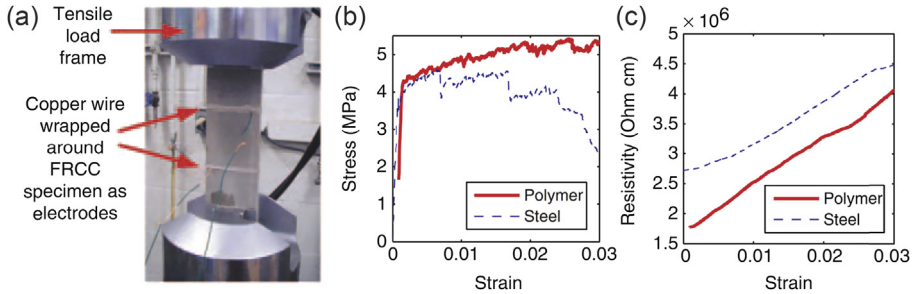 (a)
Tensile
load
frame
Copper wire
wrapped
around
FRCC
specimen as
electrodes
(b)
6
5
4
3
2
1
0
Stress (MPa)
Polymer
Steel
0
0.01
0.02
0.03
Strain
(c)
5 × 10⁶
4.5
4
3.5
3
2.5
2
1.5
Resistivity (Ohm cm)
Polymer
Steel
0
0.01
0.02
0.03
Strain